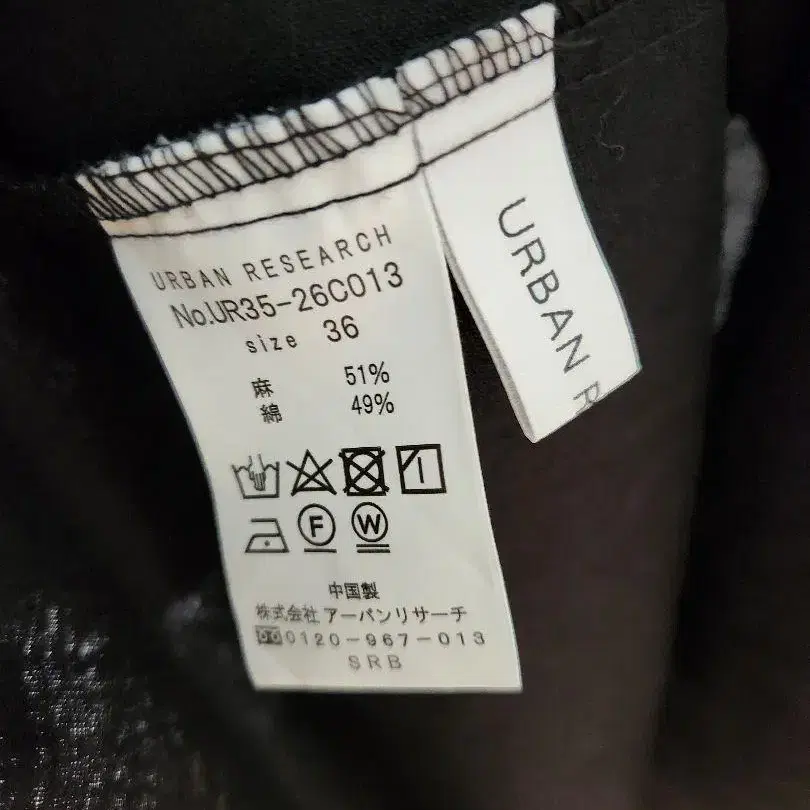 URBAN RESEARCH
No.UR35-26C013
size 36
麻 51%
綿 49%
F W
中国製
株式会社 アーバンリサーチ
0120-967-013
SRB
URBAN R